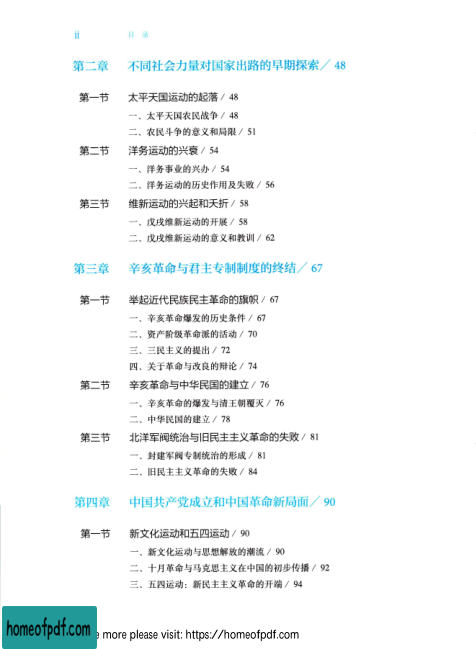 ii 目 录
第二章 不同社会力量对国家出路的早期探索/ 48
第一节 太平天国运动的起落 / 48
一、太平天国农民战争 / 48
二、农民斗争的意义和局限 / 51
第二节 洋务运动的兴衰 / 54
一、洋务事业的兴办 / 54
二、洋务运动的历史作用及失败 / 56
第三节 维新运动的兴起和夭折 / 58
一、戊戌维新运动的开展 / 58
二、戊戌维新运动的意义和教训 / 62
第三章 辛亥革命与君主专制制度的终结/ 67
第一节 举起近代民族民主革命的旗帜 / 67
一、辛亥革命爆发的历史条件 / 67
二、资产阶级革命派的活动 / 70
三、三民主义的提出 / 72
四、关于革命与改良的辩论 / 74
第二节 辛亥革命与中华民国的建立 / 76
一、辛亥革命的爆发与清王朝覆灭 / 76
二、中华民国的建立 / 78
第三节 北洋军阀统治与旧民主主义革命的失败 / 81
一、封建军阀专制统治的形成 / 81
二、旧民主主义革命的失败 / 84
第四章 中国共产党成立和中国革命新局面/ 90
第一节 新文化运动和五四运动 / 90
一、新文化运动与思想解放的潮流 / 90
二、十月革命与马克思主义在中国的初步传播 / 92
三、五四运动：新民主主义革命的开端 / 94
homeofpdf.com
e more please visit: https://homeofpdf.com